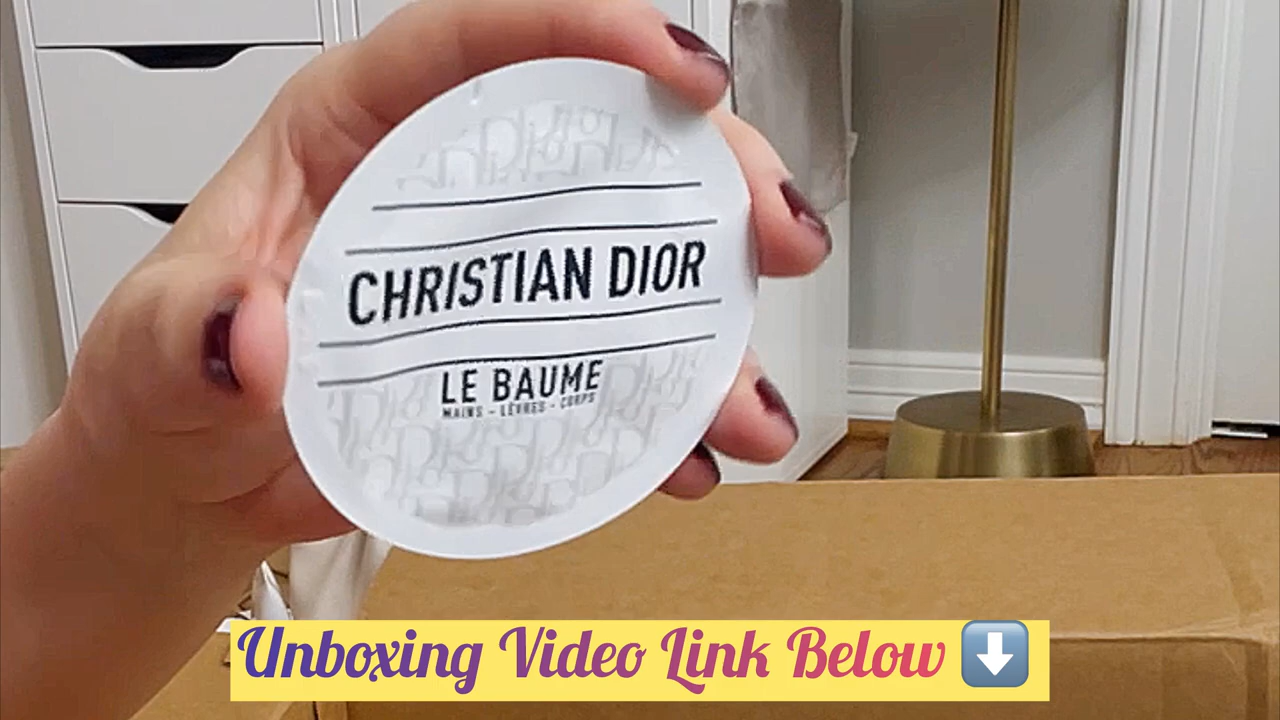 CHRISTIAN DIOR
LE BAUME
MAINS - LÈVRES - CORPS
Unboxing Video Link Below ⬇️